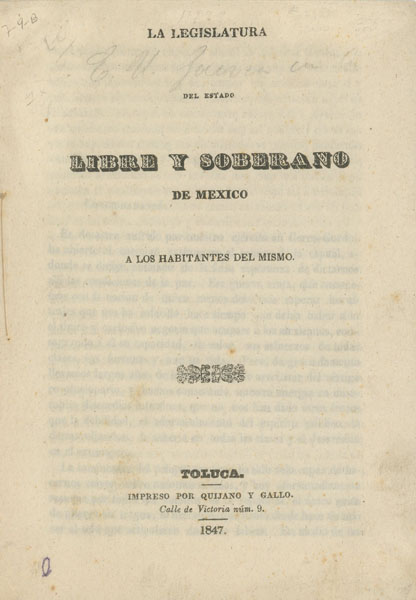 LA LEGISLATURA
DEL ESTADO
LIBRE Y SOBERANO
DE MEXICO
A LOS HABITANTES DEL MISMO.
TOLUCA.
IMPRESO POR QUIJANO Y GALLO.
Calle de Victoria núm. 9.
1847.